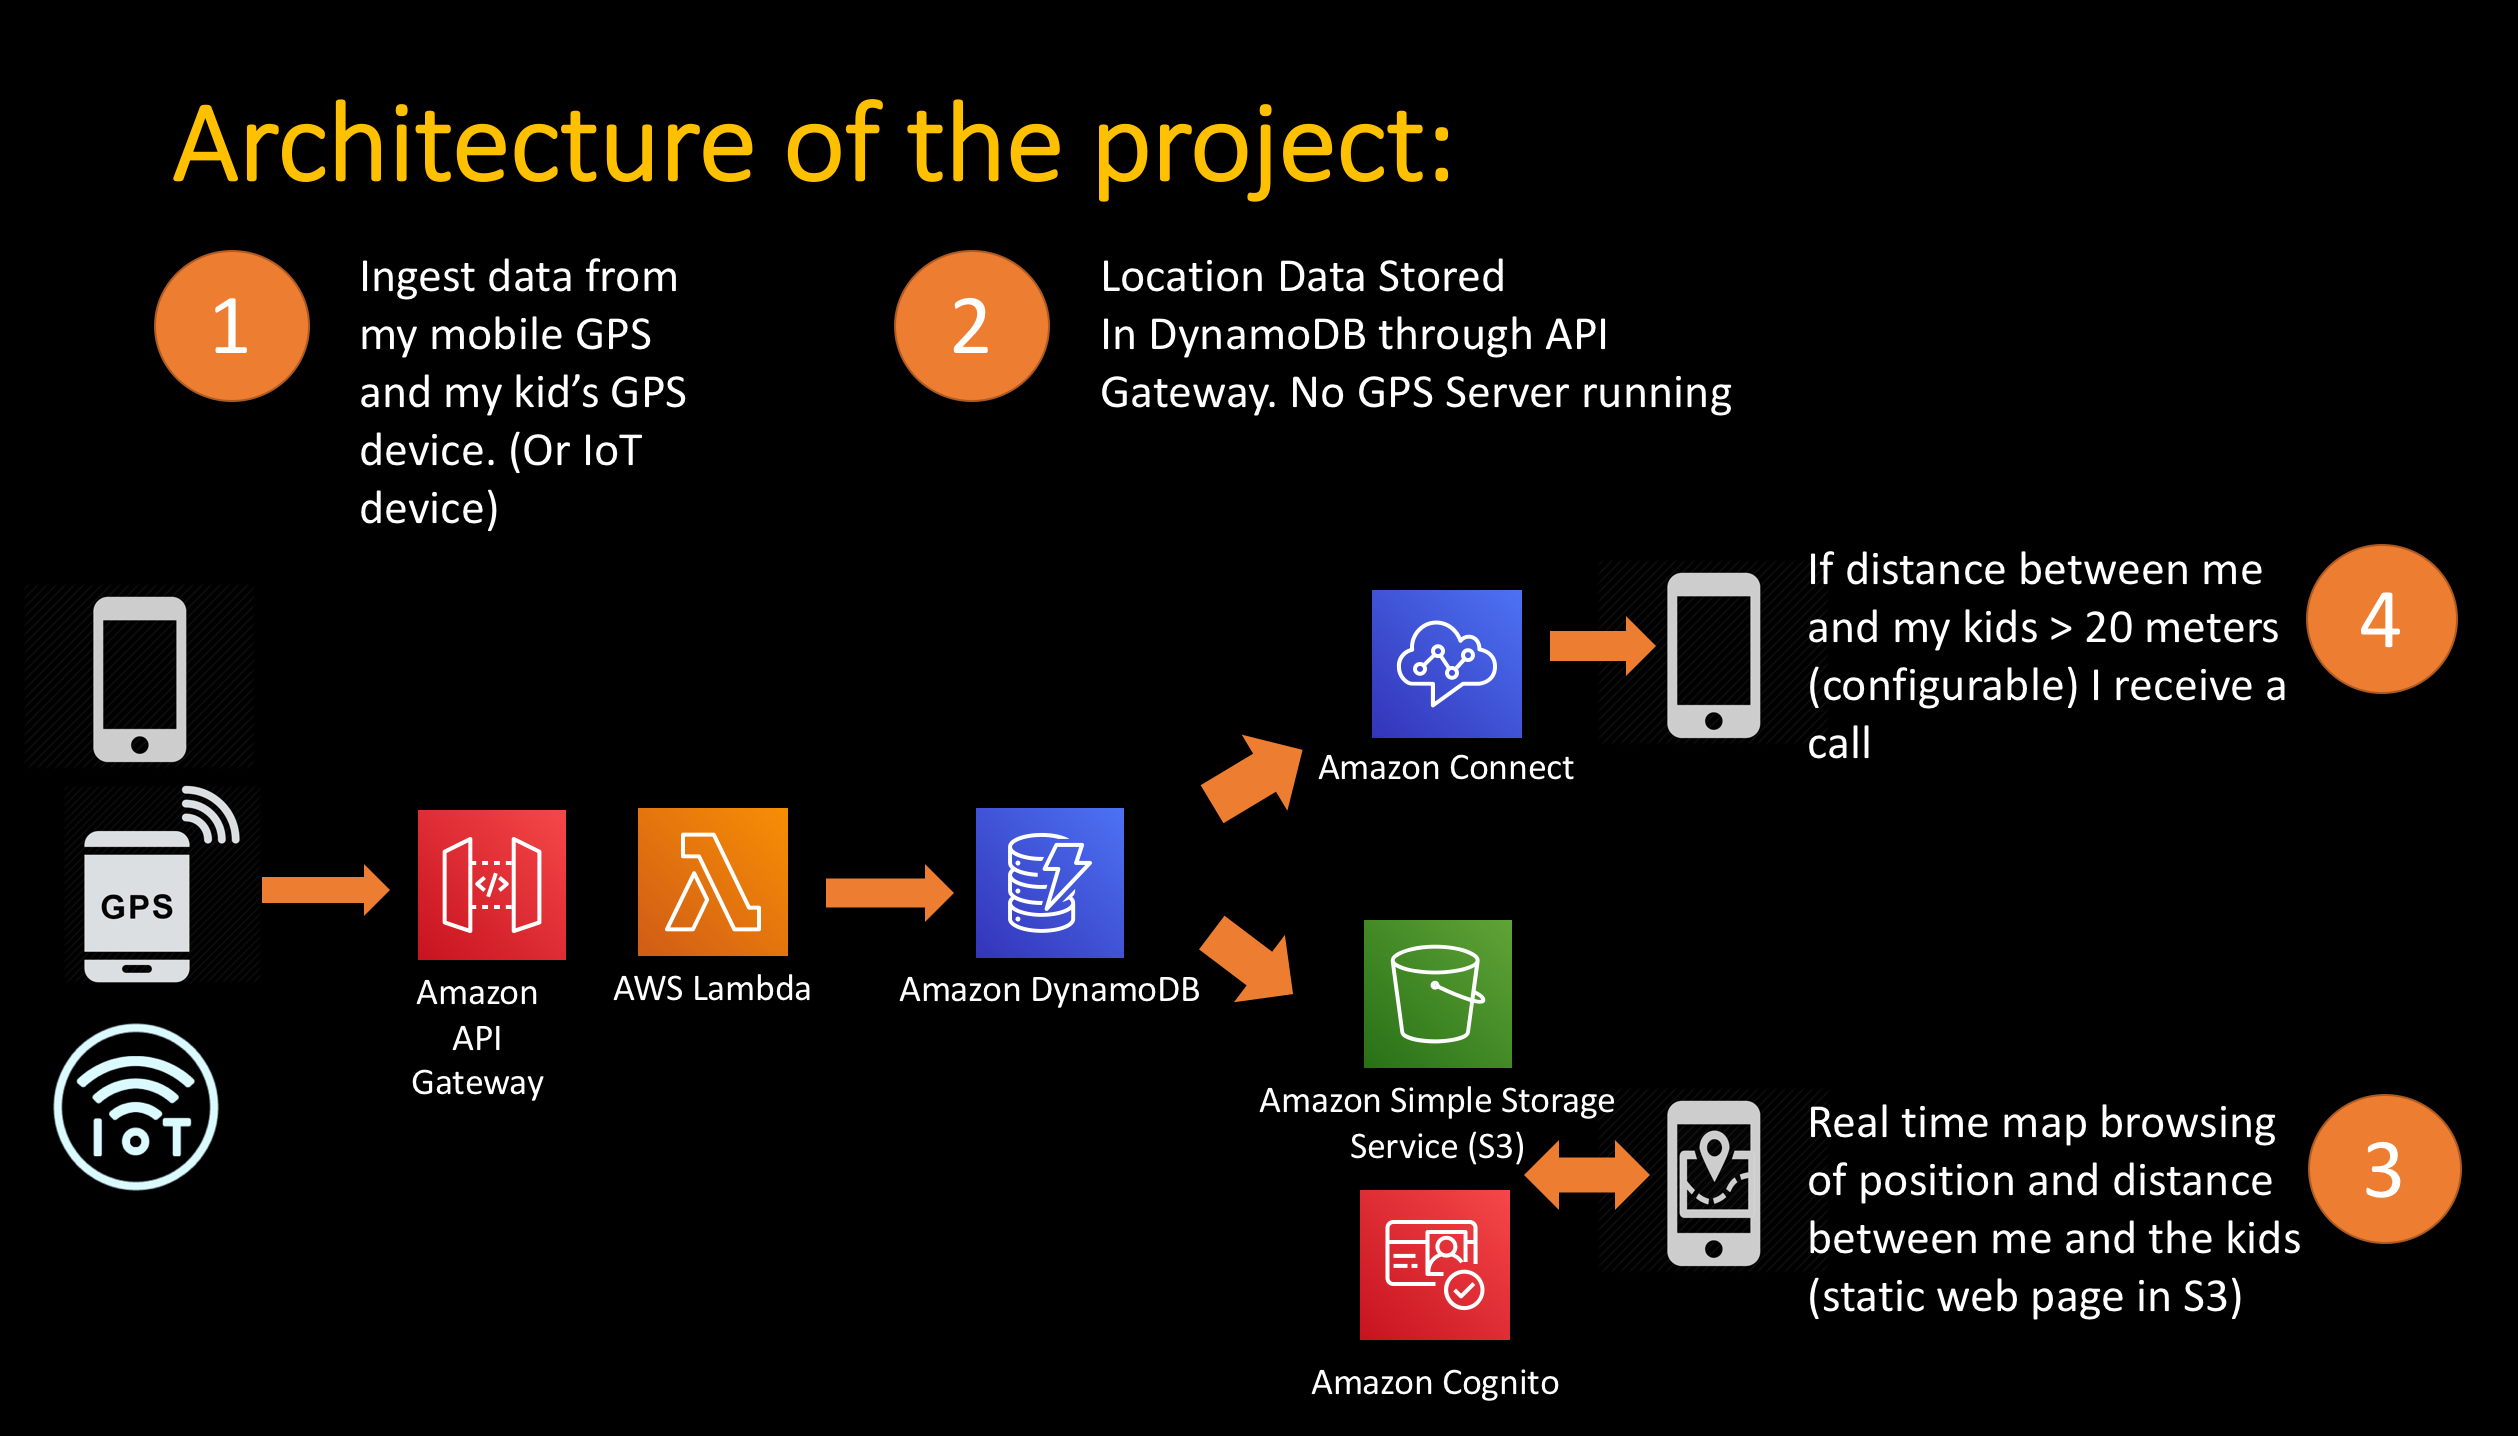 Architecture of the project:
1
Ingest data from
my mobile GPS
and my kid’s GPS
device. (Or IoT
device)
2
Location Data Stored
In DynamoDB through API
Gateway. No GPS Server running
If distance between me
and my kids > 20 meters
(configurable) I receive a
call
4
Amazon Connect
GPS
</>
Amazon
API
Gateway
AWS Lambda
Amazon DynamoDB
IoT
Amazon Simple Storage
Service (S3)
Real time map browsing
of position and distance
between me and the kids
(static web page in S3)
3
Amazon Cognito